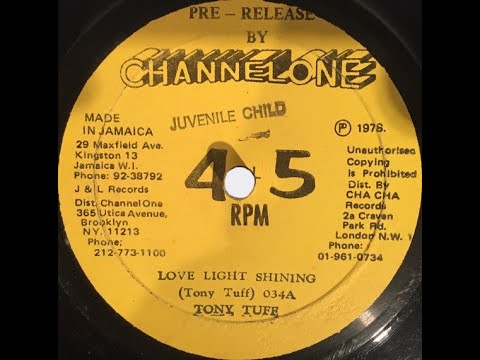 PRE - RELEASE
BY
CHANNEL ONE
MADE
IN JAMAICA
29 Maxfield Ave.
Kingston 13
Jamaica W.I.
Phone: 92-38792
J & L Records
Dist. Channel One
365 Utica Avenue,
Brooklyn
NY. 11213
Phone;
212-773-1100
JUVENILE CHILD
45
RPM
℗ 1978.
Unauthorised
Copying
is Prohibited
Dist. By
CHA CHA
Records
2a Craven
Park Rd.
London N.W.
Phone:
01-961-0734
LOVE LIGHT SHINING
(Tony Tuff) 034A
TONY TUFF